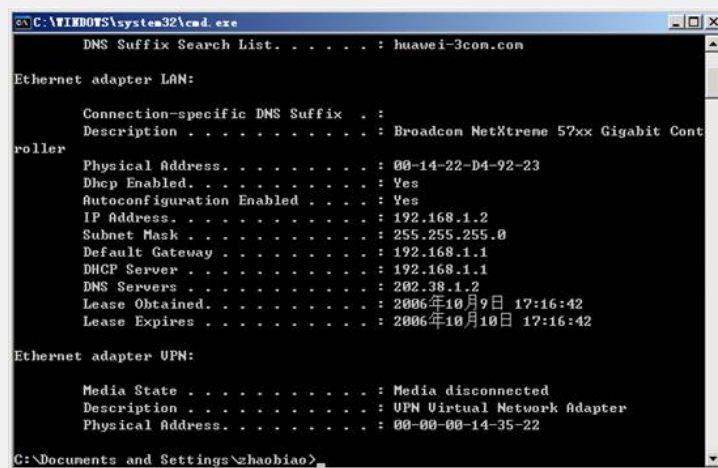 C:\WINDOWS\system32\cmd.exe
DNS Suffix Search List. . . . . . : huawei-3com.com
Ethernet adapter LAN:
Connection-specific DNS Suffix  . :
Description . . . . . . . . . . . : Broadcom NetXtreme 57xx Gigabit Cont
roller
Physical Address. . . . . . . . . : 00-14-22-D4-92-23
Dhcp Enabled. . . . . . . . . . . : Yes
Autoconfiguration Enabled . . . . : Yes
IP Address. . . . . . . . . . . . : 192.168.1.2
Subnet Mask . . . . . . . . . . . : 255.255.255.0
Default Gateway . . . . . . . . . : 192.168.1.1
DHCP Server . . . . . . . . . . . : 192.168.1.1
DNS Servers . . . . . . . . . . . : 202.38.1.2
Lease Obtained. . . . . . . . . . : 2006年10月9日 17:16:42
Lease Expires . . . . . . . . . . : 2006年10月10日 17:16:42
Ethernet adapter VPN:
Media State . . . . . . . . . . . : Media disconnected
Description . . . . . . . . . . . : VPN Virtual Network Adapter
Physical Address. . . . . . . . . : 00-00-00-14-35-22
C:\Documents and Settings\zhaobiao>_